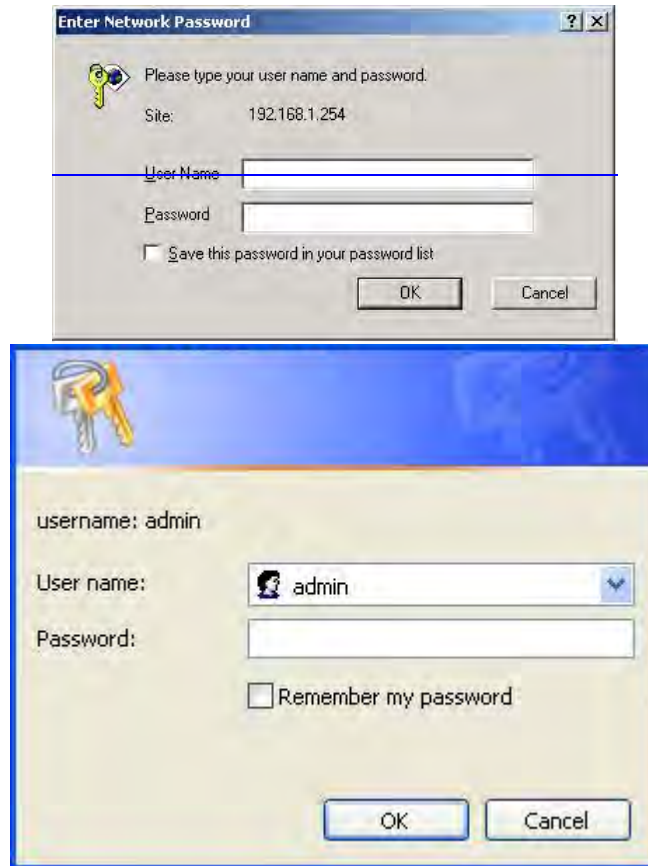 Enter Network Password
Please type your user name and password.
Site: 192.168.1.254
User Name
Password
Save this password in your password list
OK Cancel
username: admin
User name: admin
Password:
Remember my password
OK Cancel